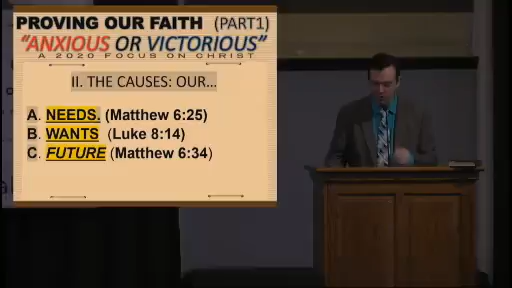 PROVING OUR FAITH (PART1)
"ANXIOUS OR VICTORIOUS"
A 2020 FOCUS ON CHRIST
II. THE CAUSES: OUR...
A. NEEDS. (Matthew 6:25)
B. WANTS (Luke 8:14)
C. FUTURE (Matthew 6:34)